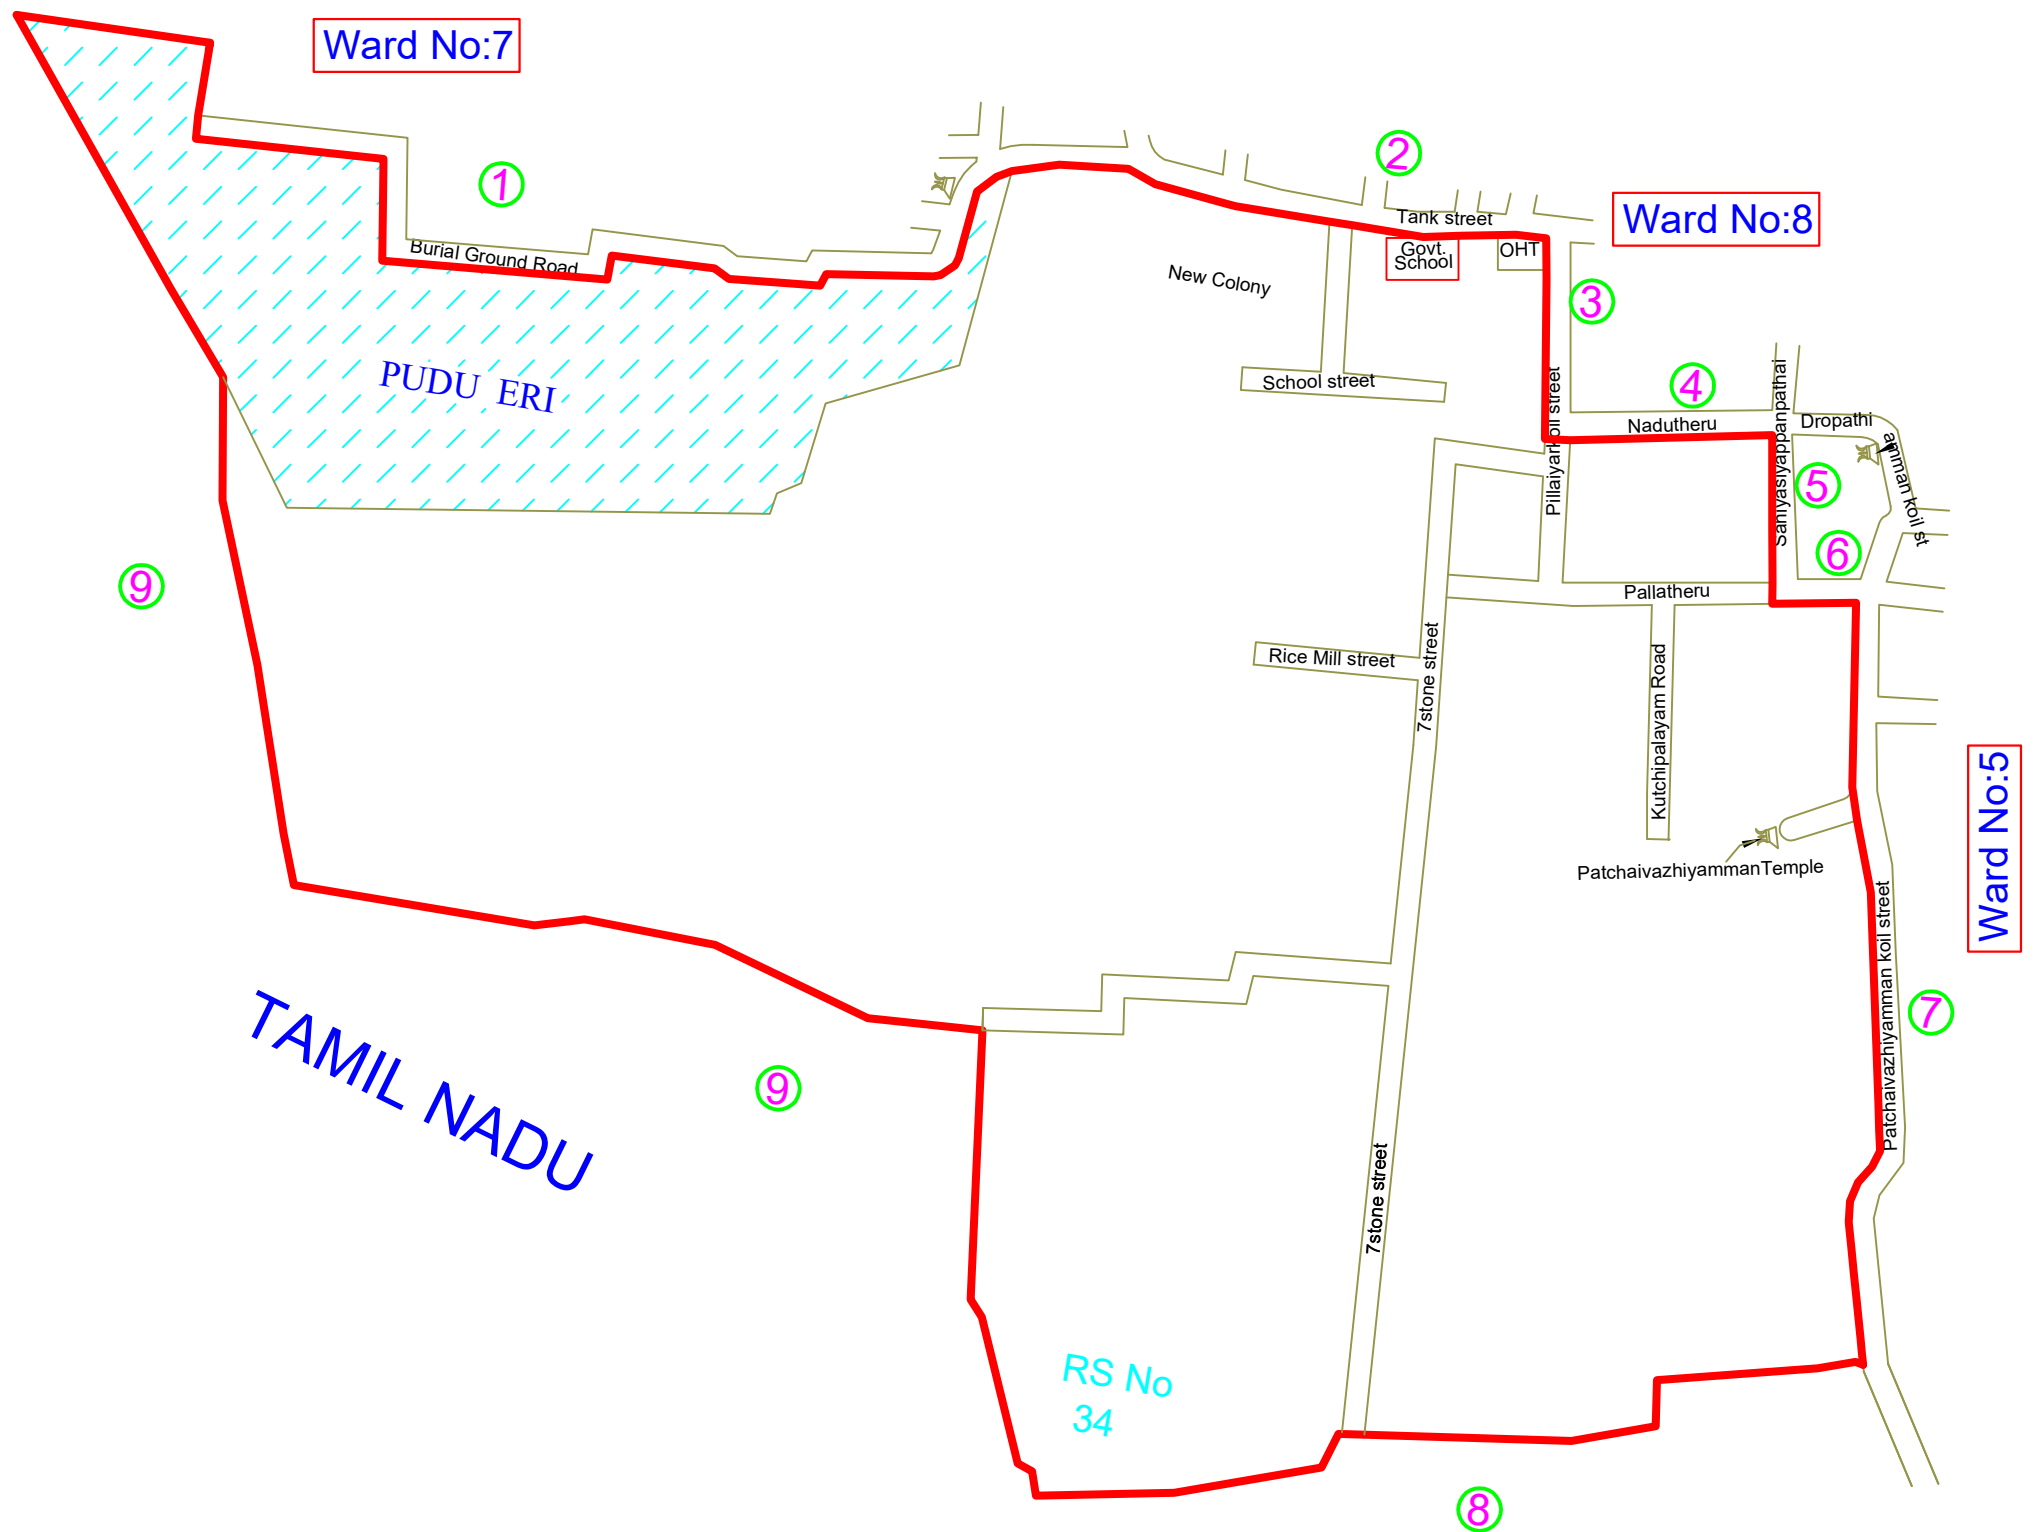 Ward No:7
1
2
Tank street
Ward No:8
Govt.
School
OHT
Burial Ground Road
New Colony
3
PUDU ERI
School street
4
Pillaiyarkoil street
Nadutheru
Saniyasiyappanpathai
Dropathi
amman koil st
5
6
9
Pallatheru
Rice Mill street
7stone street
Kutchipalayam Road
PatchaivazhiyammanTemple
Ward No:5
Patchaivazhiyamman koil street
7
TAMIL NADU
9
7stone street
RS No
34
8